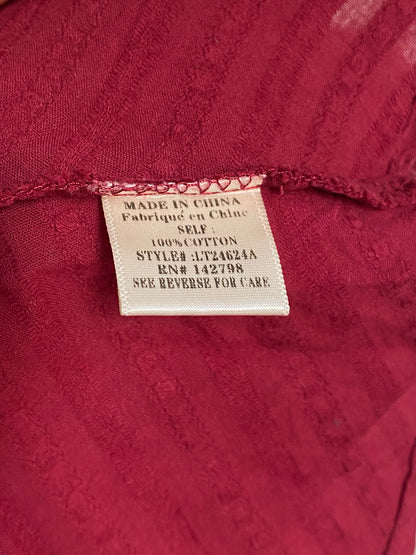 MADE IN CHINA
Fabriqué en Chine
SELF:
100%COTTON
STYLE# :LT24624A
RN# 142798
SEE REVERSE FOR CARE